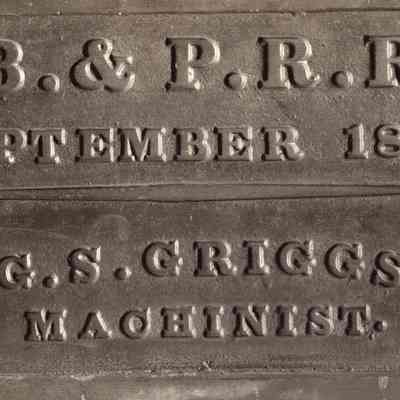 B. & P. R. R
PTEMBER 18
G. S. GRIGGS
MACHINIST.